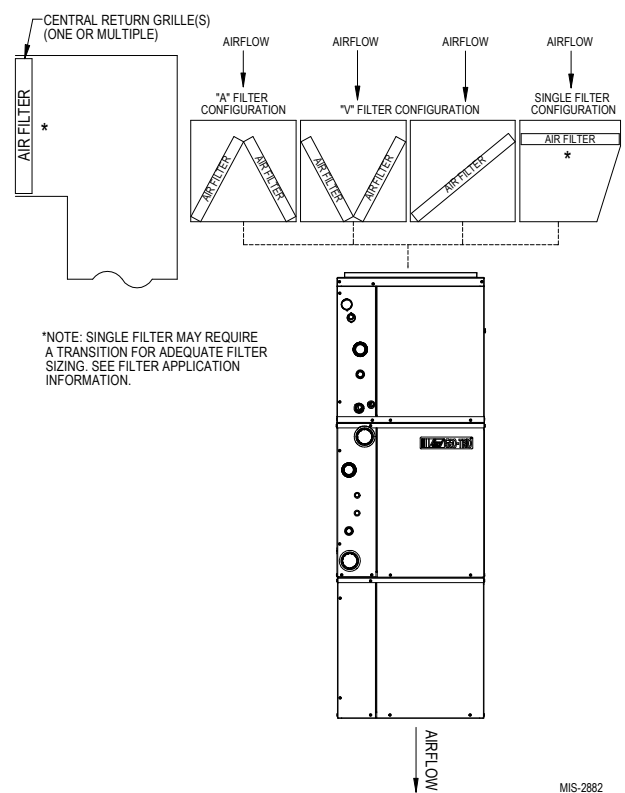 CENTRAL RETURN GRILLE(S)
(ONE OR MULTIPLE)
AIR FILTER
*
AIRFLOW
AIRFLOW
AIRFLOW
AIRFLOW
"A" FILTER
CONFIGURATION
"V" FILTER CONFIGURATION
SINGLE FILTER
CONFIGURATION
AIR FILTER
AIR FILTER
AIR FILTER
AIR FILTER
AIR FILTER
AIR FILTER
*
*NOTE: SINGLE FILTER MAY REQUIRE
A TRANSITION FOR ADEQUATE FILTER
SIZING. SEE FILTER APPLICATION
INFORMATION.
AIRFLOW
MIS-2882